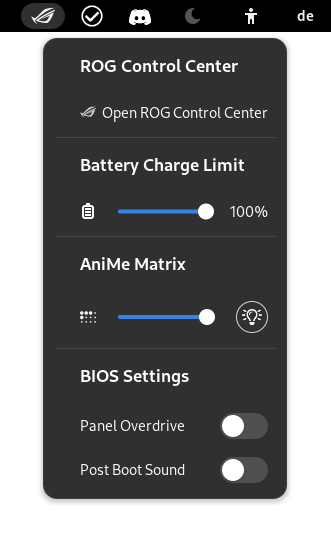 de
ROG Control Center
Open ROG Control Center
Battery Charge Limit
100%
AniMe Matrix
BIOS Settings
Panel Overdrive
Post Boot Sound